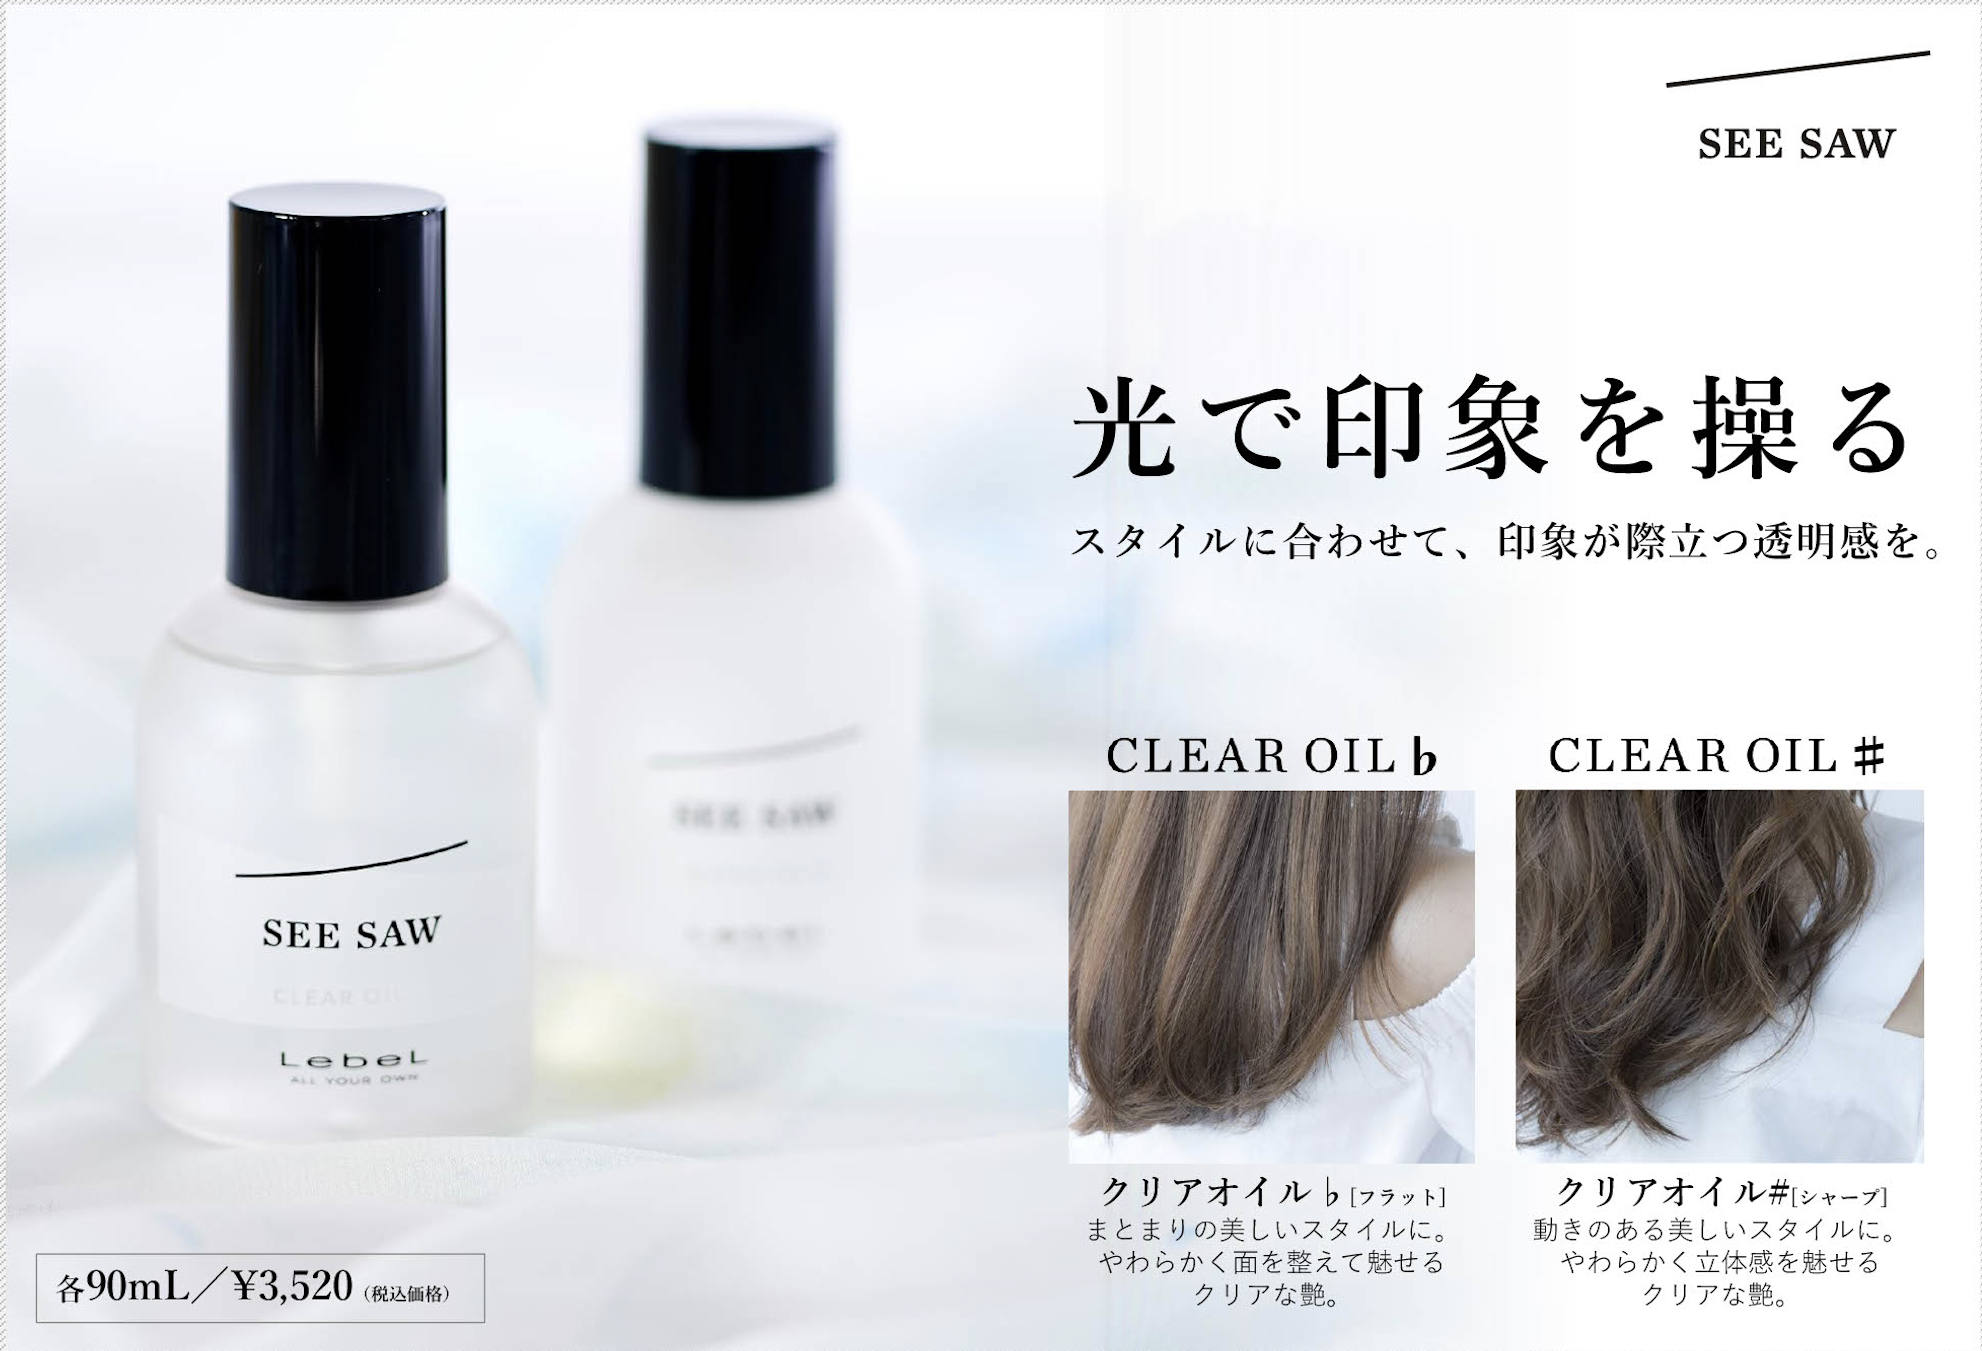 SEE SAW
光で印象を操る
スタイルに合わせて、印象が際立つ透明感を。
SEE SAW
CLEAR OIL
LebeL
ALL YOUR OWN
SEE SAW
CLEAR OIL ♭
クリアオイル♭[フラット]
まとまりの美しいスタイルに。
やわらかく面を整えて魅せる
クリアな艶。
CLEAR OIL ♯
クリアオイル#[シャープ]
動きのある美しいスタイルに。
やわらかく立体感を魅せる
クリアな艶。
各90mL／¥3,520（税込価格）